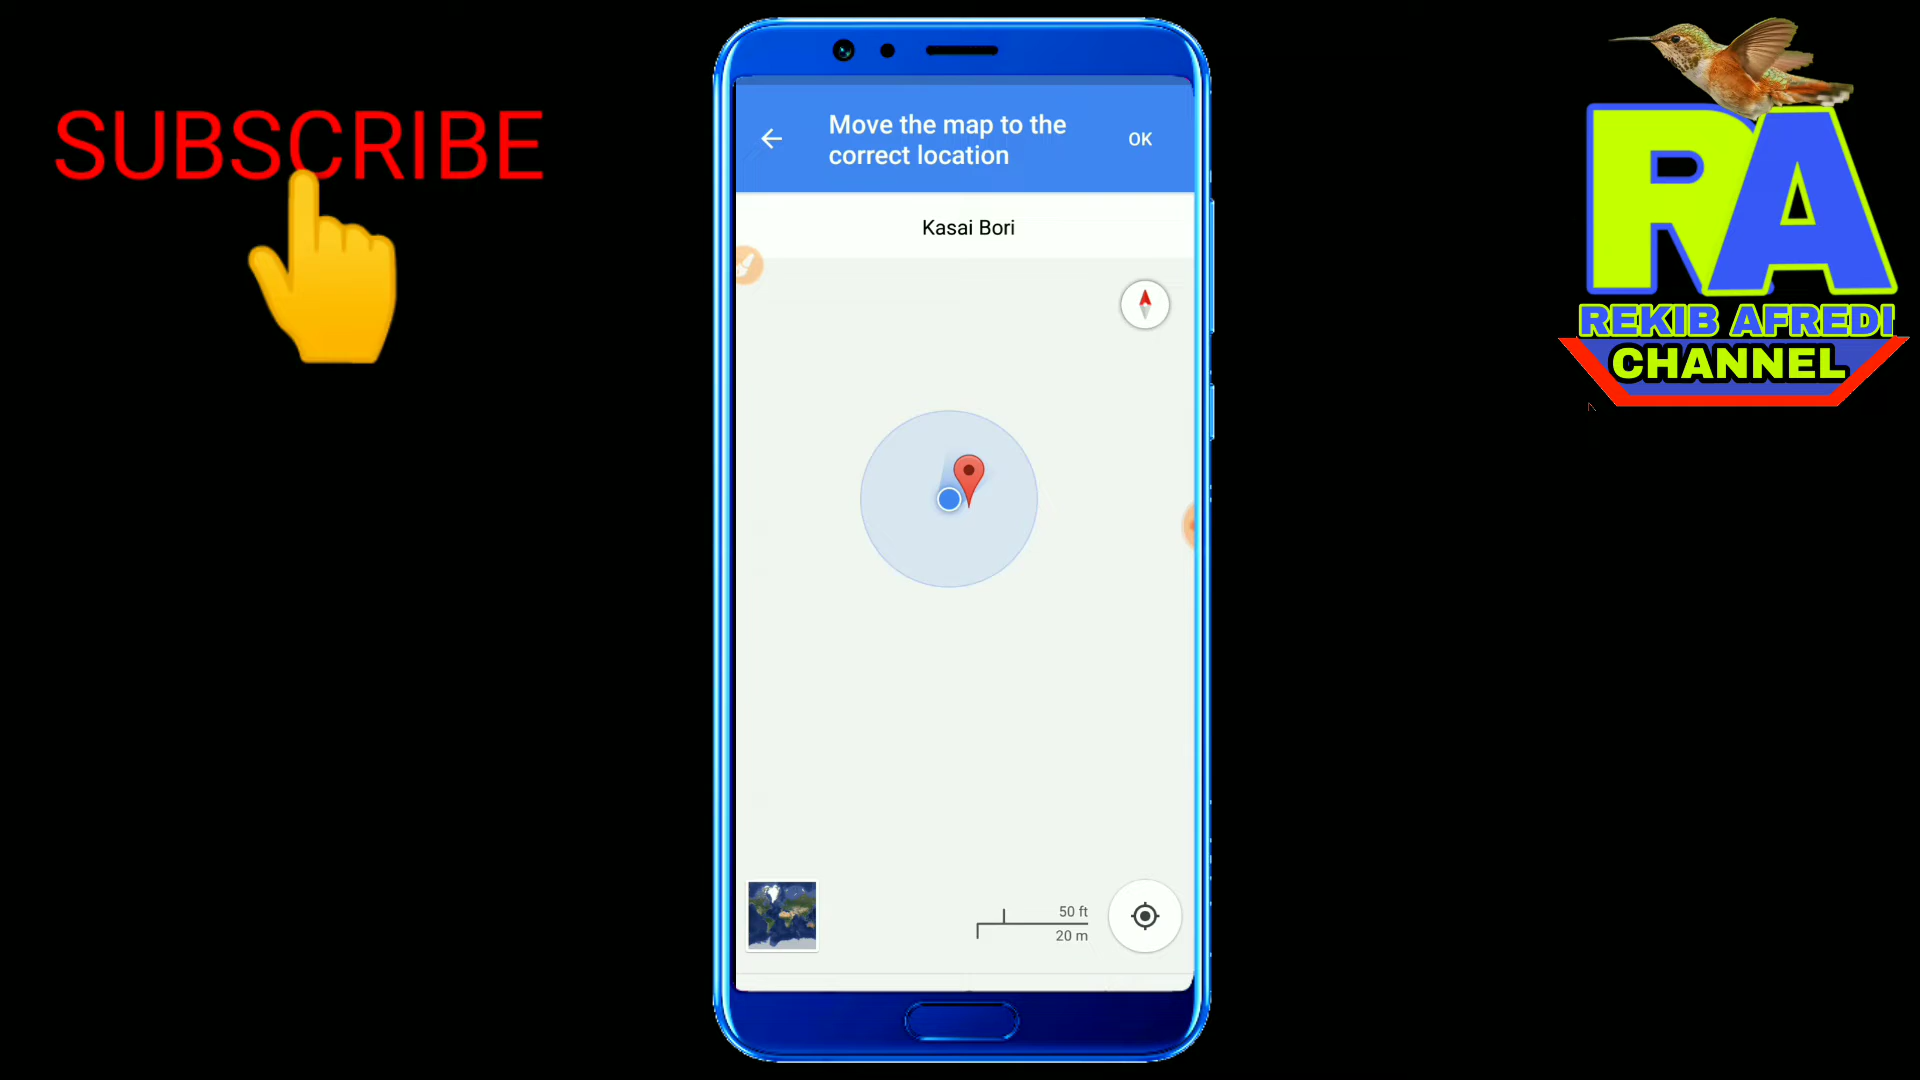 SUBSCRIBE
Move the map to the
correct location
OK
Kasai Bori
50 ft
20 m
RA
REKIB AFREDI
CHANNEL